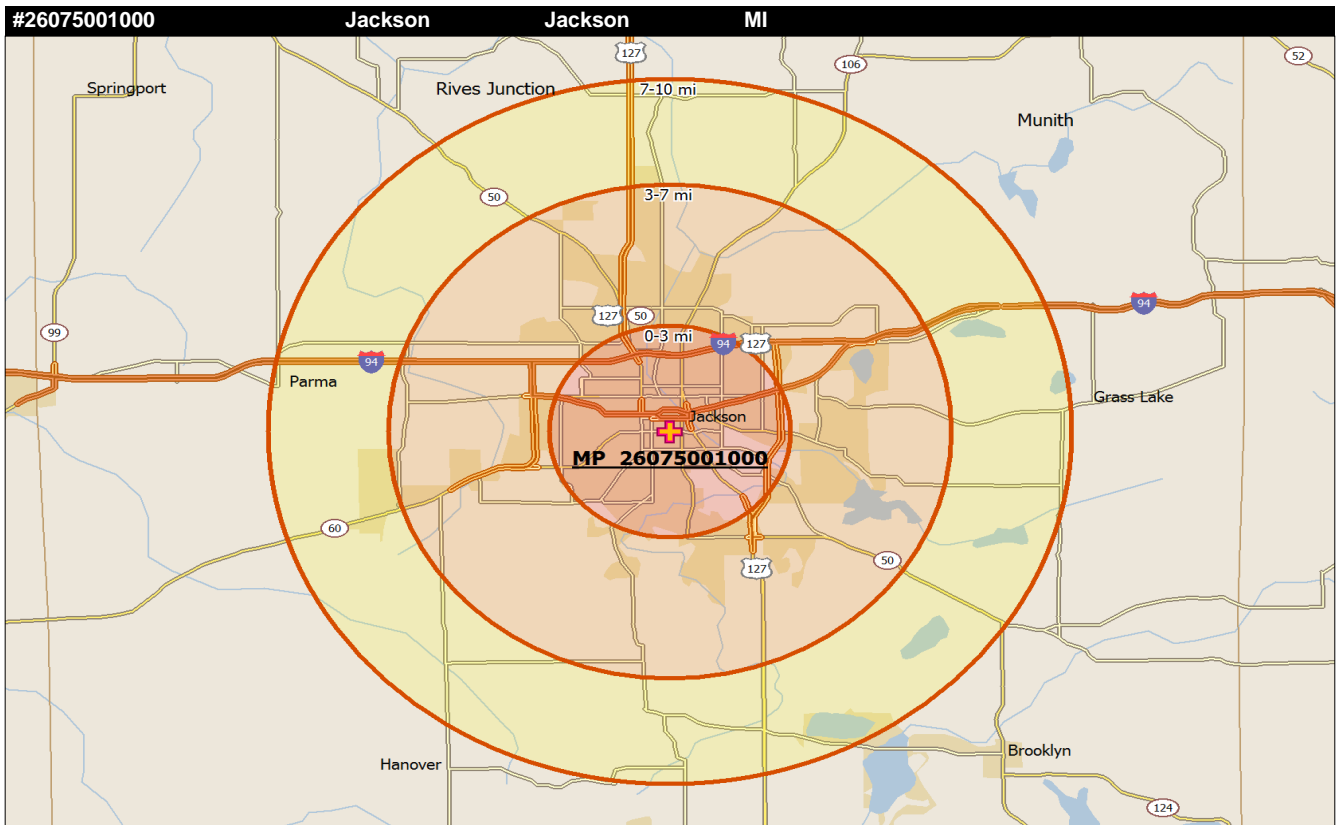 #26075001000 Jackson Jackson MI
127
52
106
Springport
Rives Junction
7-10 mi
Munith
50
3-7 mi
94
99
127
50
0-3 mi
94
127
94
Parma
Grass Lake
Jackson
MP 26075001000
60
50
127
Hanover
Brooklyn
124